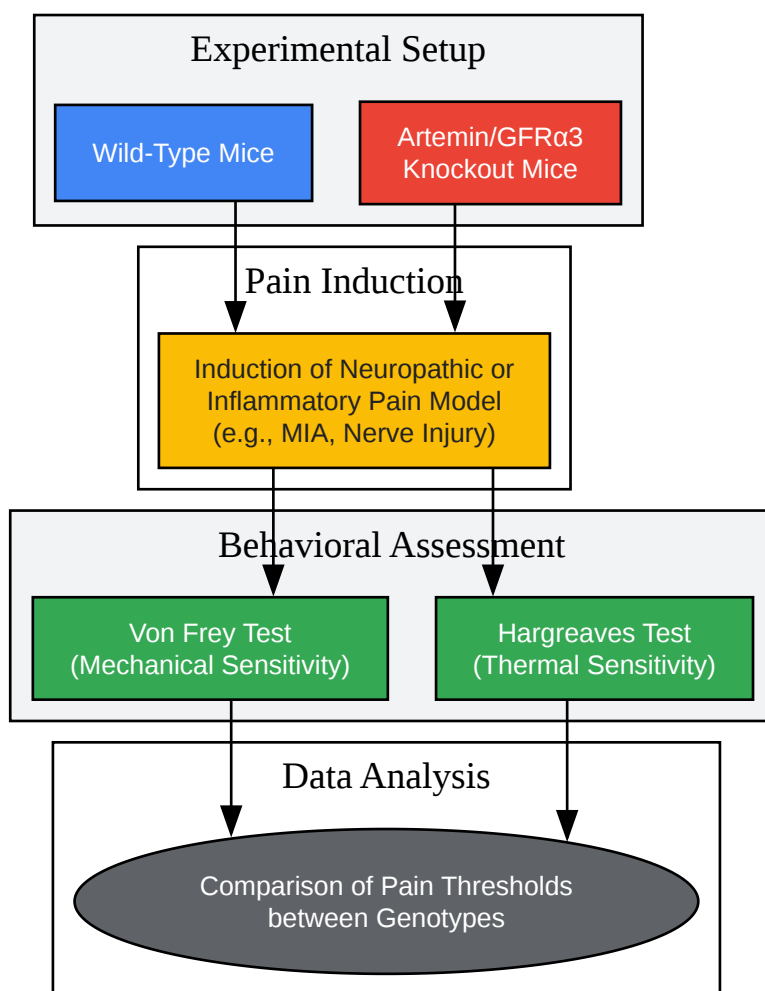 Experimental Setup
Wild-Type Mice
Artemin/GFRα3
Knockout Mice
Pain Induction
Induction of Neuropathic or
Inflammatory Pain Model
(e.g., MIA, Nerve Injury)
Behavioral Assessment
Von Frey Test
(Mechanical Sensitivity)
Hargreaves Test
(Thermal Sensitivity)
Data Analysis
Comparison of Pain Thresholds
between Genotypes